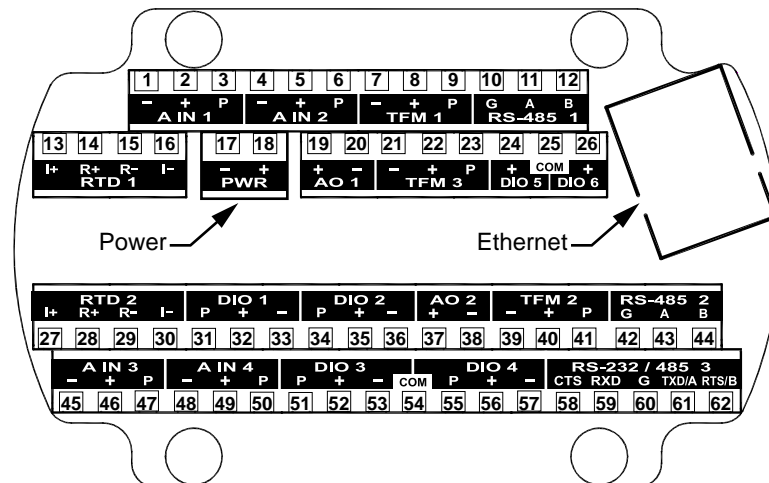 1 2 3 4 5 6 7 8 9 10 11 12
− + P − + P − + P G A B
A IN 1 A IN 2 TFM 1 RS-485 1
13 14 15 16 17 18 19 20 21 22 23 24 25 26
I+ R+ R− I− − + + − − + P + COM +
RTD 1 PWR AO 1 TFM 3 DIO 5 DIO 6
Power Ethernet
RTD 2 DIO 1 DIO 2 AO 2 TFM 2 RS-485 2
I+ R+ R− I− P + − P + − + − − + P G A B
27 28 29 30 31 32 33 34 35 36 37 38 39 40 41 42 43 44
A IN 3 A IN 4 DIO 3 DIO 4 RS-232 / 485 3
− + P − + P P + − COM P + − CTS RXD G TXD/A RTS/B
45 46 47 48 49 50 51 52 53 54 55 56 57 58 59 60 61 62